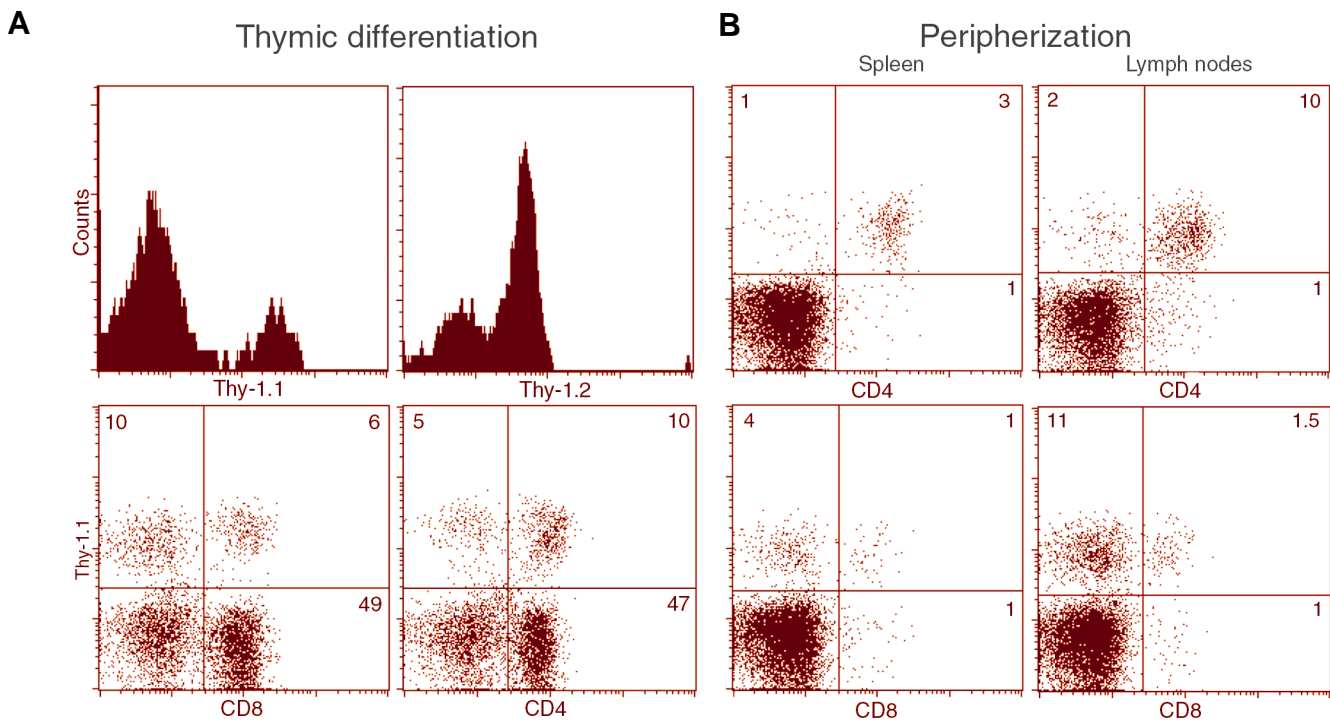 A
Thymic differentiation
B
Peripherization
Spleen
Lymph nodes
Counts
Thy-1.1
Thy-1.2
1
3
1
CD4
2
10
1
CD4
Thy-1.1
10
6
49
CD8
5
10
47
CD4
4
1
1
CD8
11
1.5
1
CD8